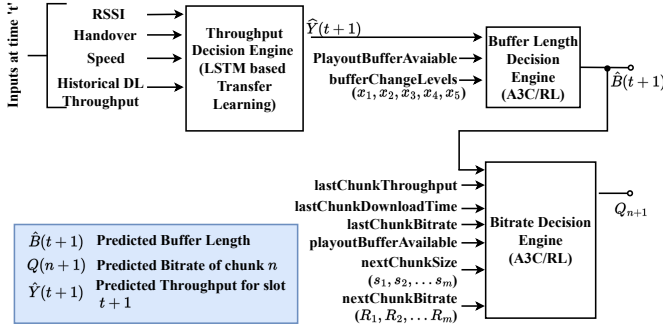 Inputs at time 't'
RSSI
Handover
Speed
Historical DL
Throughput
Throughput
Decision Engine
(LSTM based
Transfer
Learning)
Ŷ(t+1)
PlayoutBufferAvaiable
bufferChangeLevels
(x₁, x₂, x₃, x₄, x₅)
Buffer Length
Decision
Engine
(A3C/RL)
B̂(t+1)
lastChunkThroughput
lastChunkDownloadTime
lastChunkBitrate
playoutBufferAvailable
nextChunkSize
(s₁, s₂, … sₘ)
nextChunkBitrate
(R₁, R₂, … Rₘ)
Bitrate Decision
Engine
(A3C/RL)
Qₙ₊₁
B̂(t+1) Predicted Buffer Length
Q(n+1) Predicted Bitrate of chunk n
Ŷ(t+1) Predicted Throughput for slot
t+1